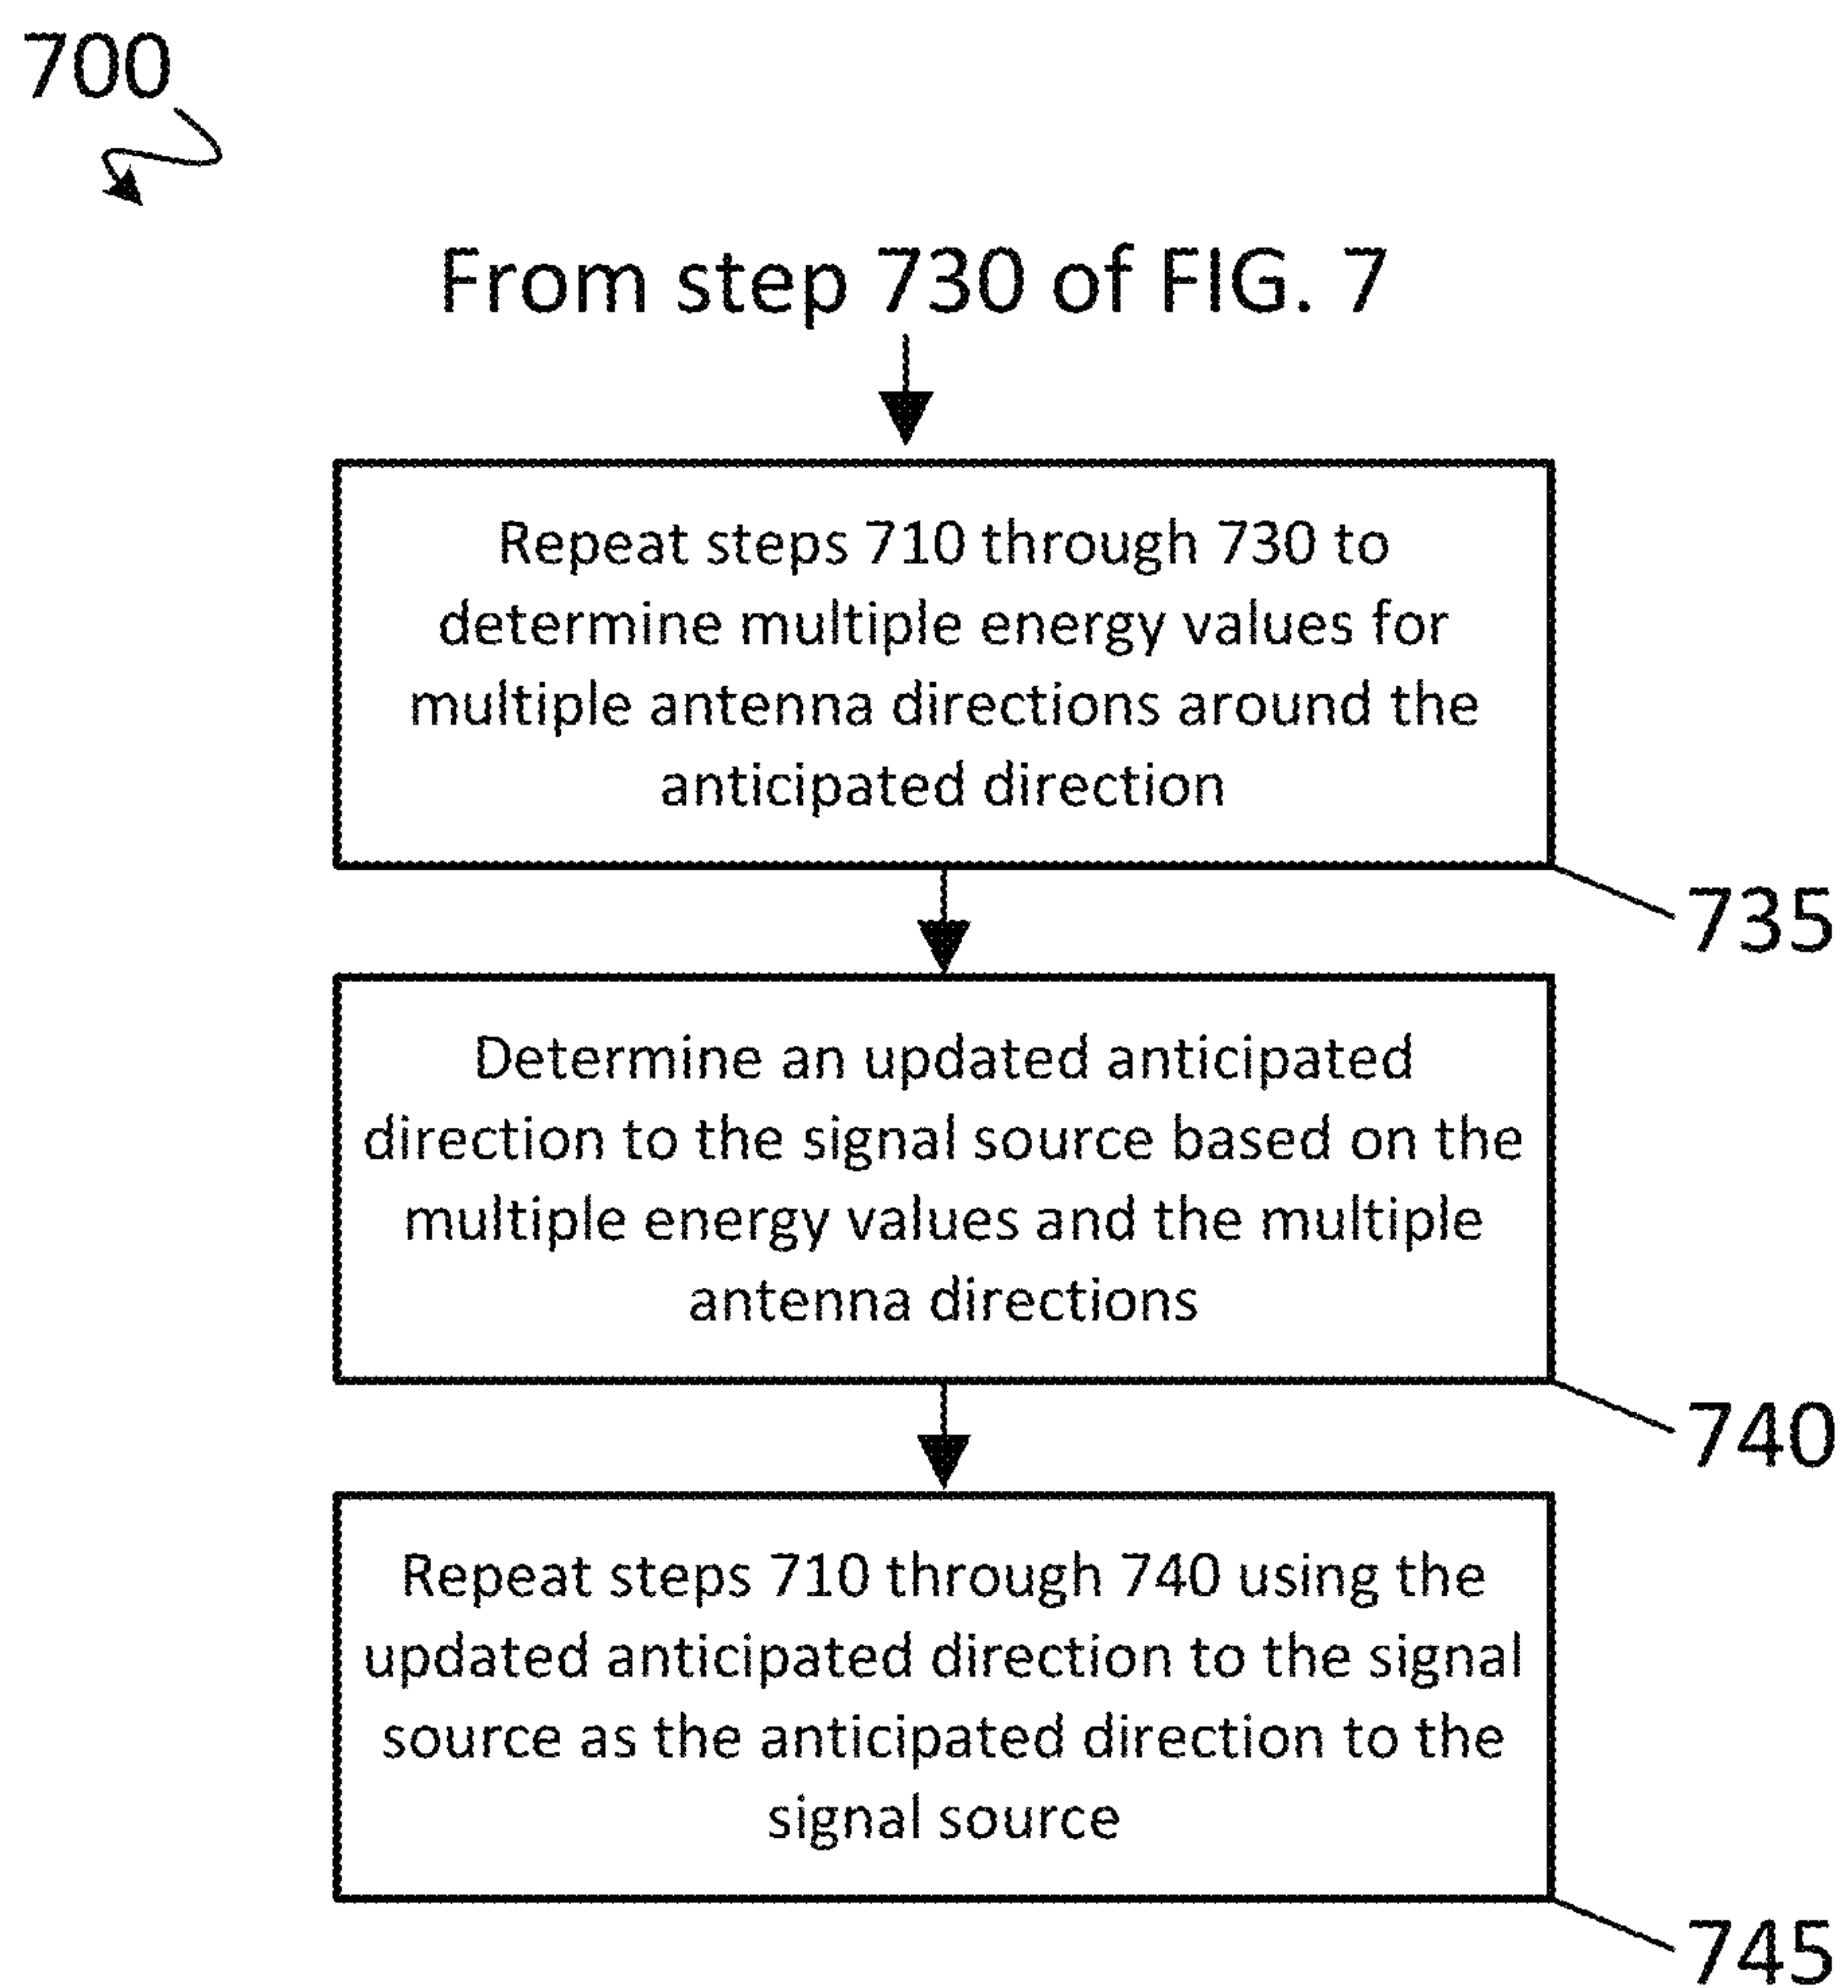 700
From step 730 of FIG. 7
Repeat steps 710 through 730 to
determine multiple energy values for
multiple antenna directions around the
anticipated direction
735
Determine an updated anticipated
direction to the signal source based on the
multiple energy values and the multiple
antenna directions
740
Repeat steps 710 through 740 using the
updated anticipated direction to the signal
source as the anticipated direction to the
signal source
745